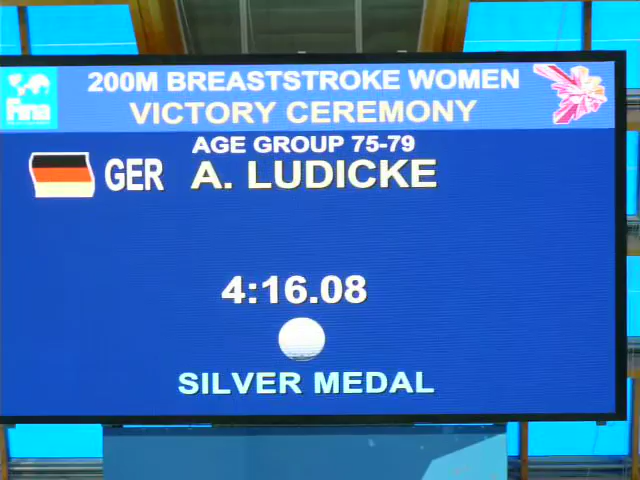 200M BREASTSTROKE WOMEN
fina
VICTORY CEREMONY
AGE GROUP 75-79
GER A. LUDICKE
4:16.08
SILVER MEDAL